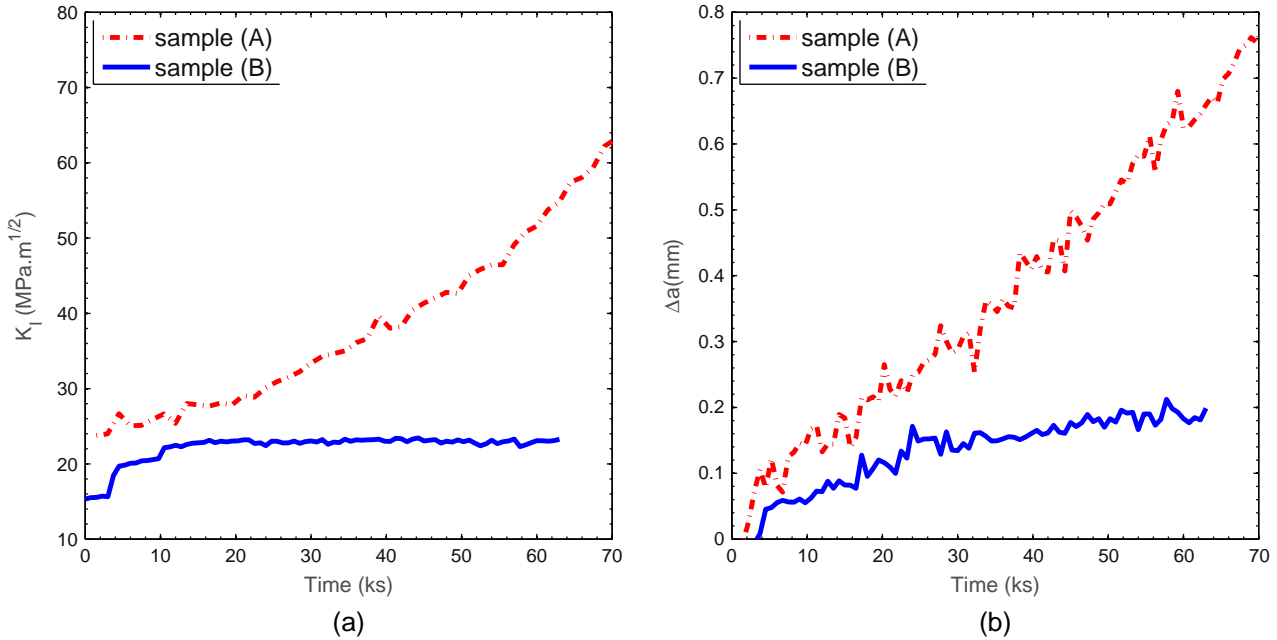 80
70
60
50
40
30
20
10
K_I (MPa.m^{1/2})
sample (A)
sample (B)
0 10 20 30 40 50 60 70
Time (ks)
(a)
0.8
0.7
0.6
0.5
0.4
0.3
0.2
0.1
0
Δa(mm)
sample (A)
sample (B)
0 10 20 30 40 50 60 70
Time (ks)
(b)